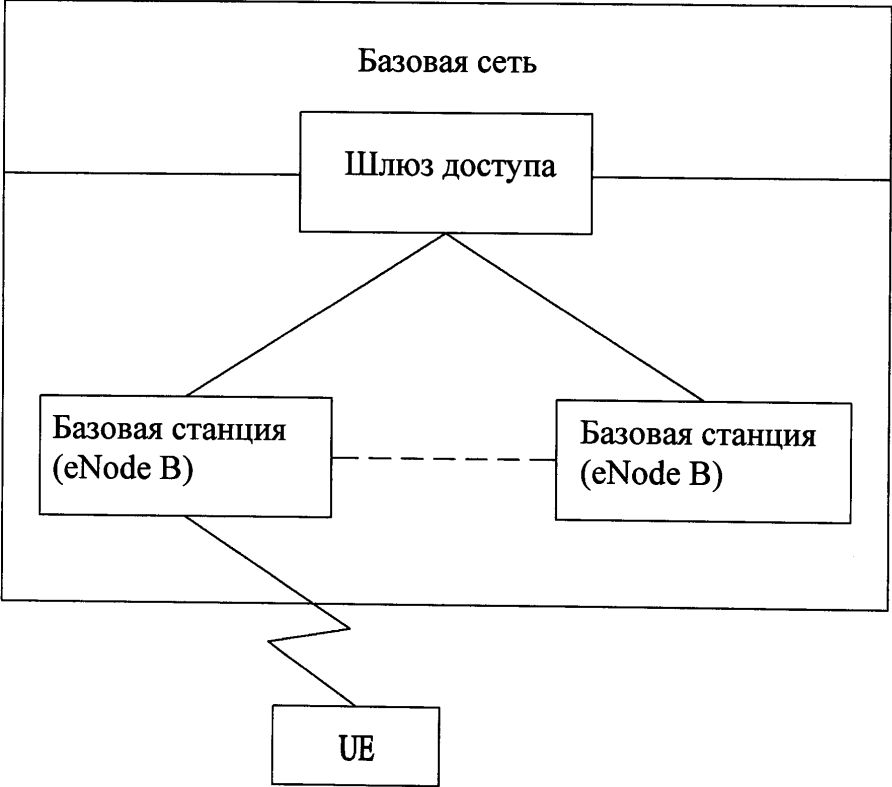 Базовая сеть
Шлюз доступа
Базовая станция
(eNode B)
Базовая станция
(eNode B)
UE